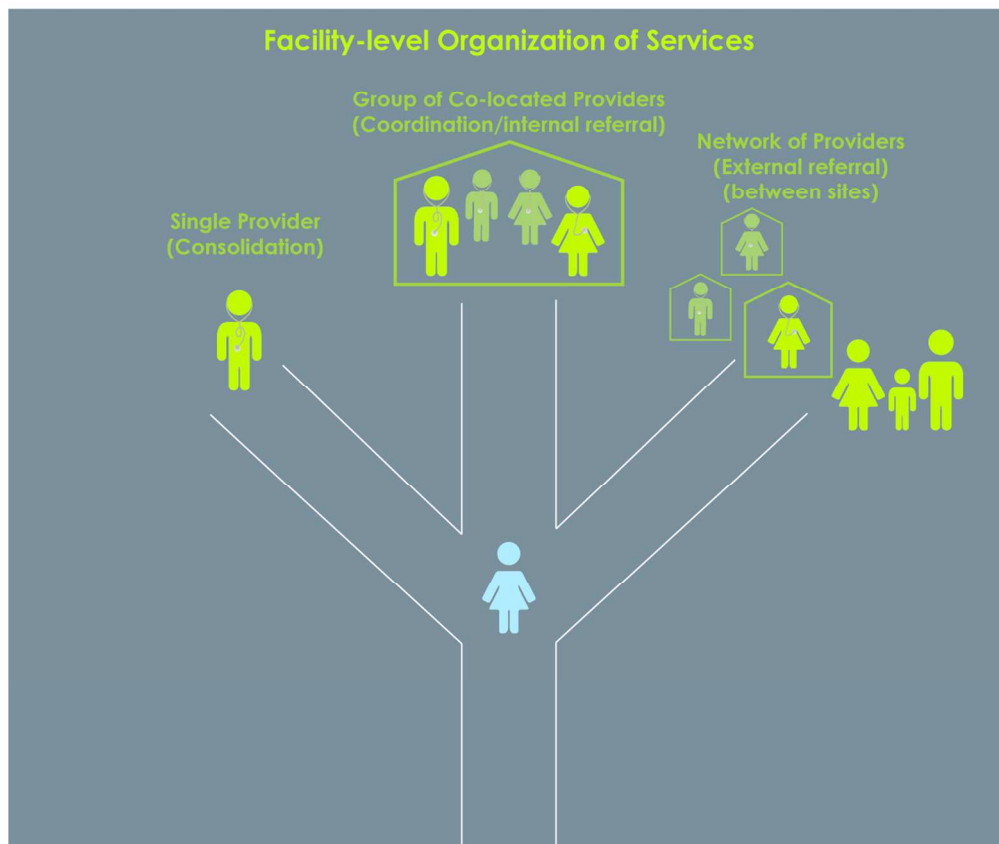 Facility-level Organization of Services
Group of Co-located Providers
(Coordination/internal referral)
Network of Providers
(External referral)
(between sites)
Single Provider
(Consolidation)